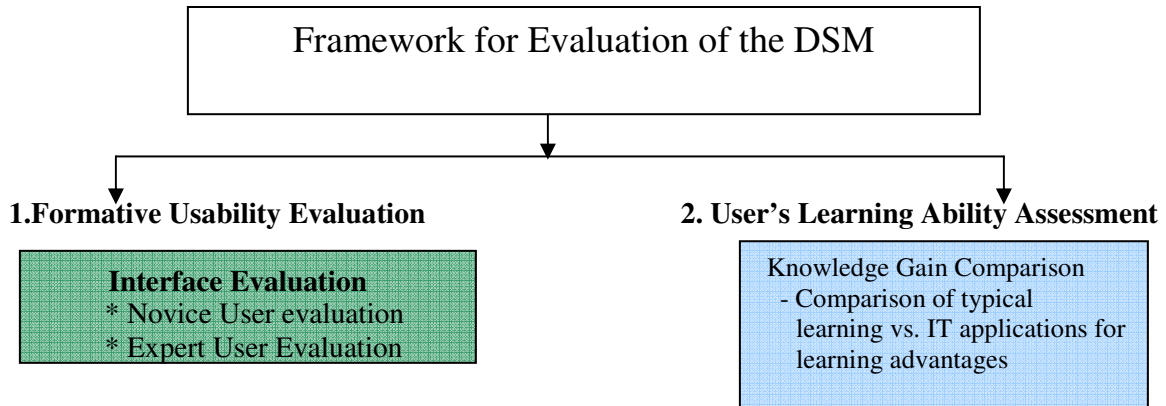 Framework for Evaluation of the DSM
1.Formative Usability Evaluation
Interface Evaluation
* Novice User evaluation
* Expert User Evaluation
2. User’s Learning Ability Assessment
Knowledge Gain Comparison
- Comparison of typical
learning vs. IT applications for
learning advantages